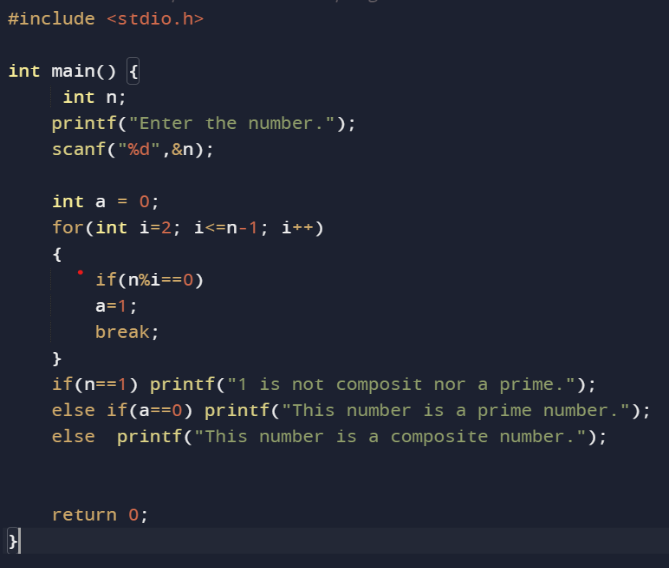 #include <stdio.h>
int main() {
int n;
printf("Enter the number.");
scanf("%d",&n);
int a = 0;
for(int i=2; i<=n-1; i++)
{
if(n%i==0)
a=1;
break;
}
if(n==1) printf("1 is not composit nor a prime.");
else if(a==0) printf("This number is a prime number.");
else  printf("This number is a composite number.");
return 0;
}